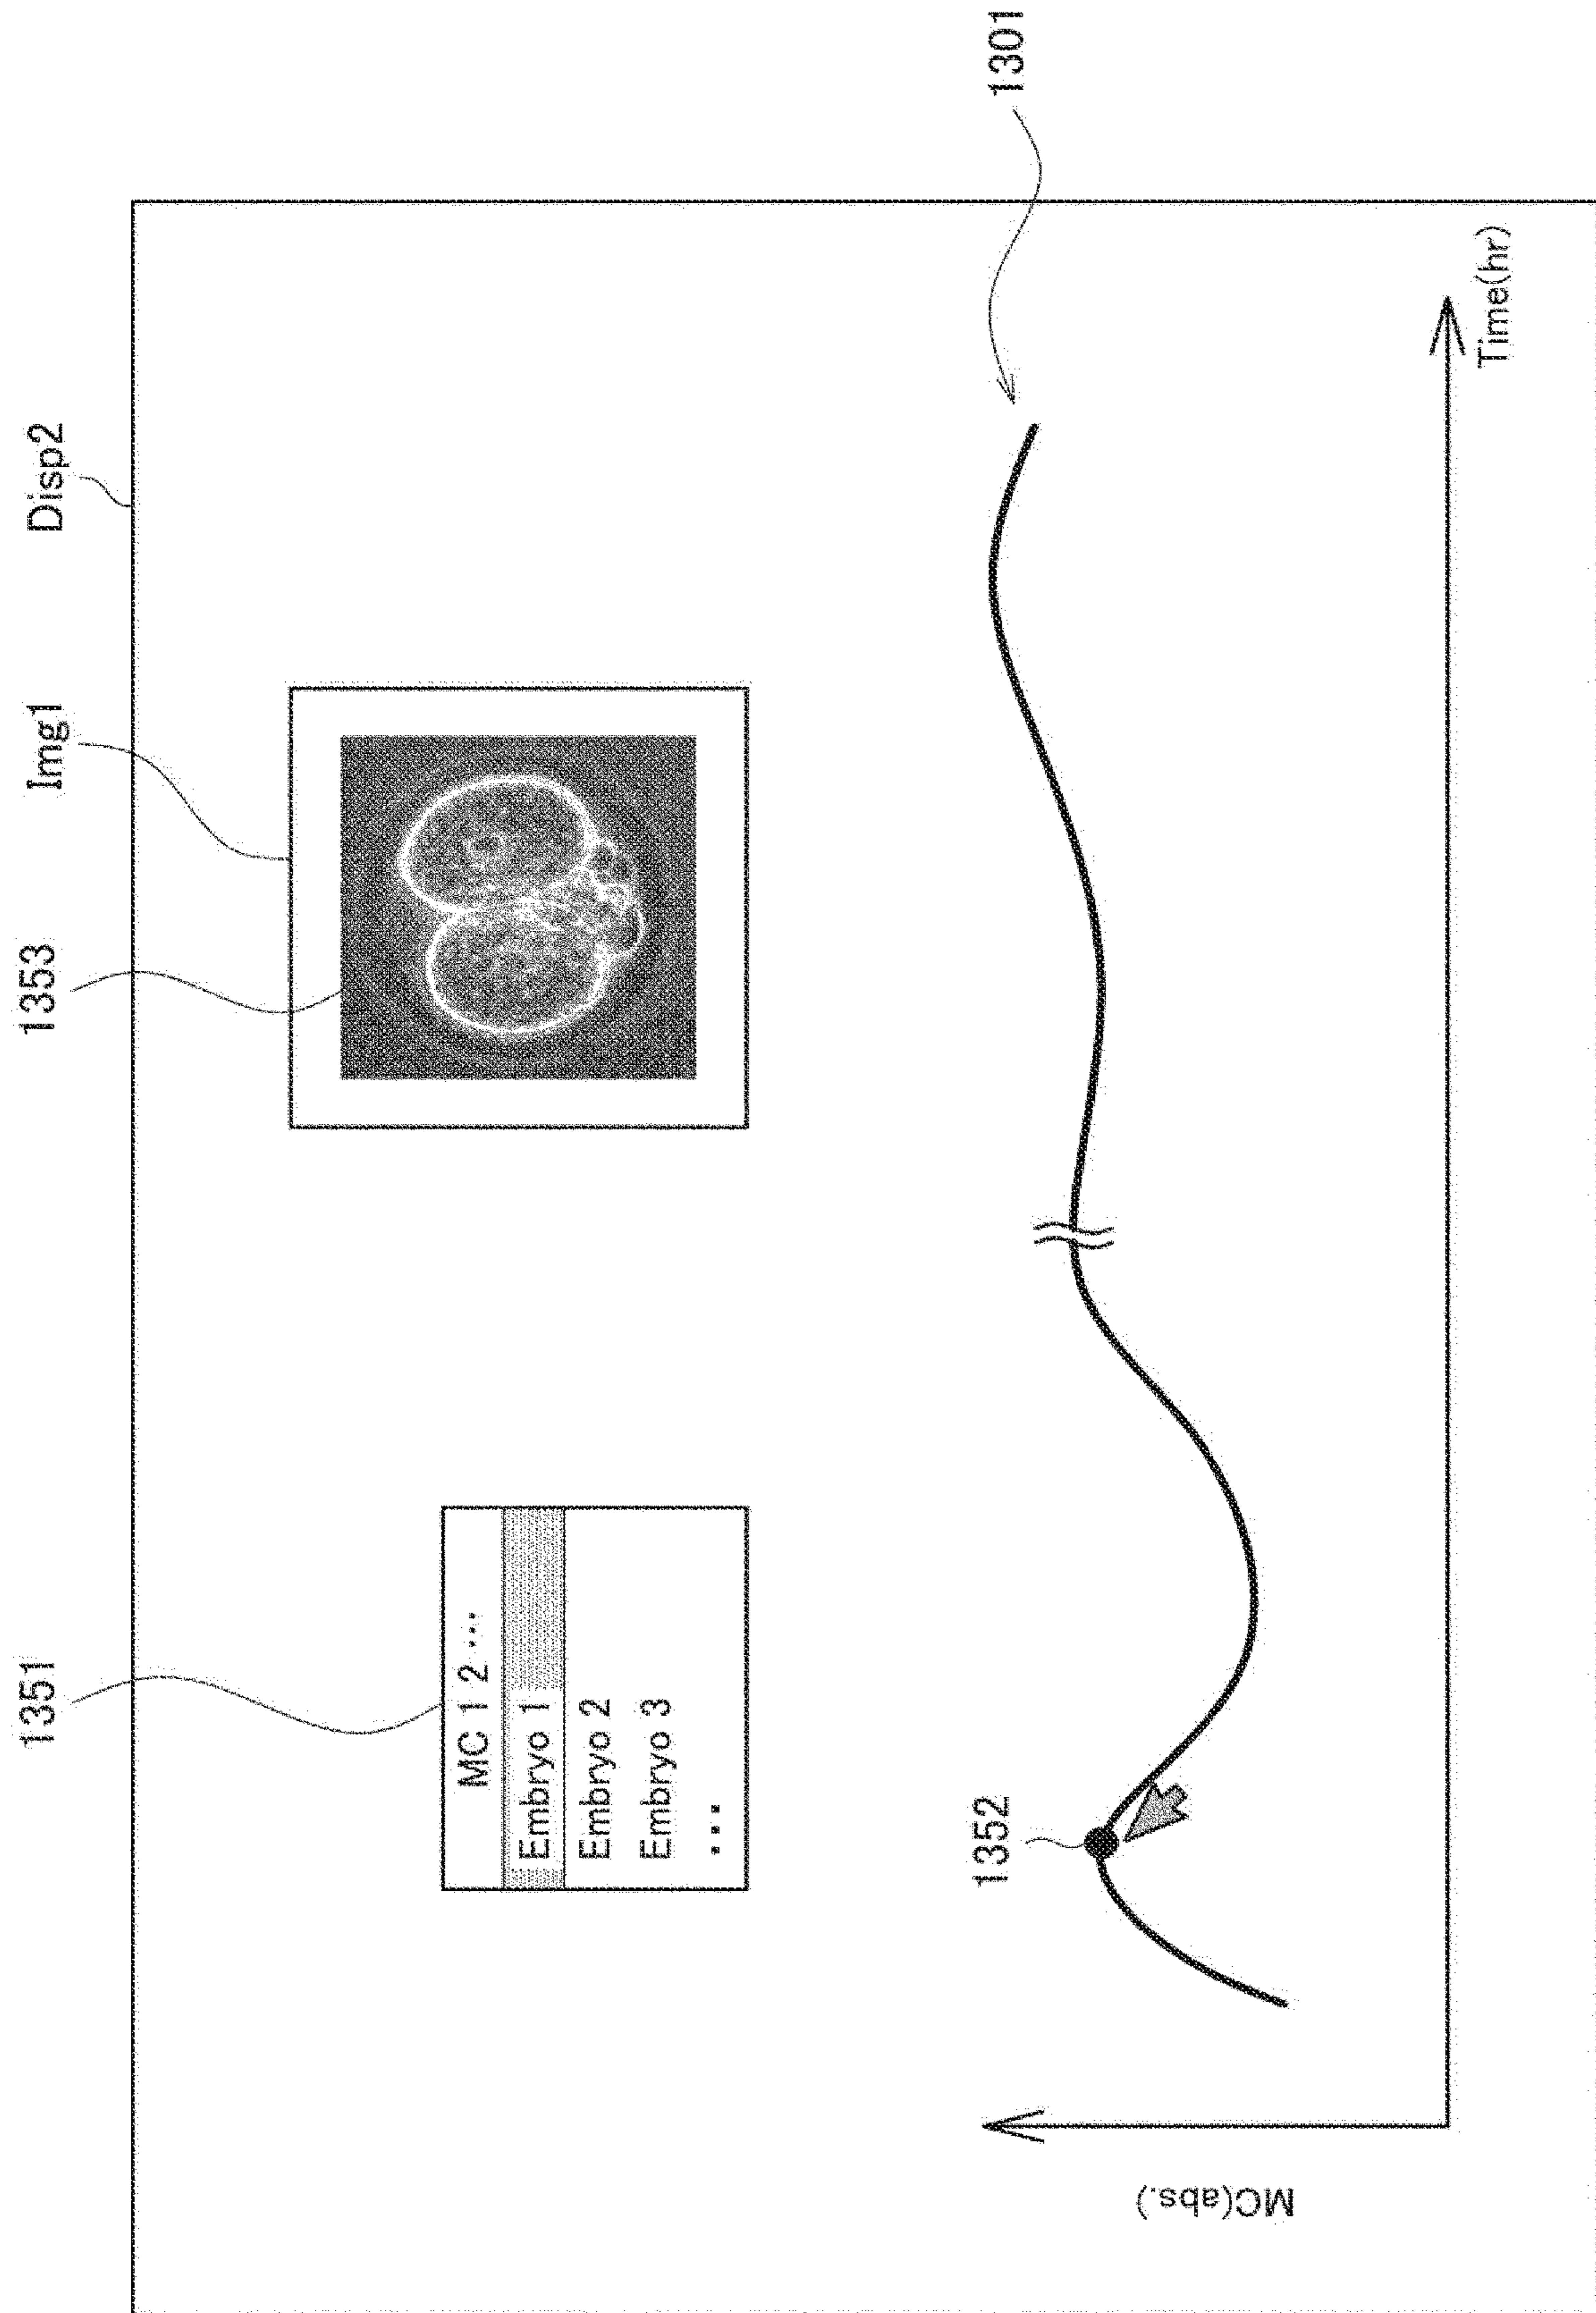 Disp2
1351
1353
Img1
MC 1 2 ...
Embryo 1
Embryo 2
Embryo 3
...
1352
1301
MC(abs.)
Time(hr)